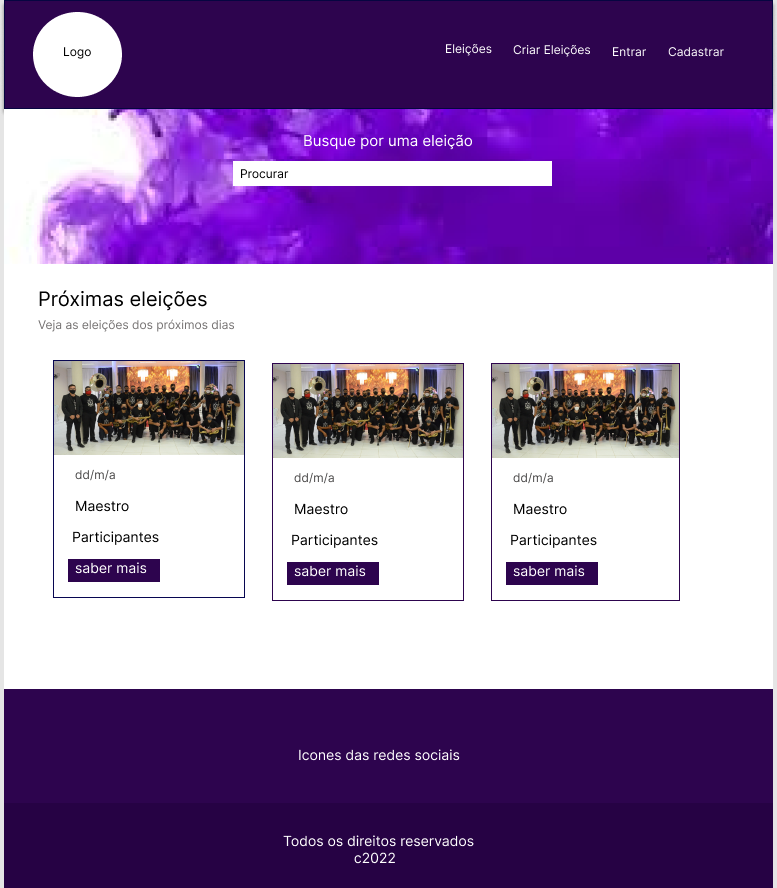 Logo
Eleições
Criar Eleições
Entrar
Cadastrar
Busque por uma eleição
Procurar
Próximas eleições
Veja as eleições dos próximos dias
dd/m/a
Maestro
Participantes
saber mais
dd/m/a
Maestro
Participantes
saber mais
dd/m/a
Maestro
Participantes
saber mais
Icones das redes sociais
Todos os direitos reservados
c2022